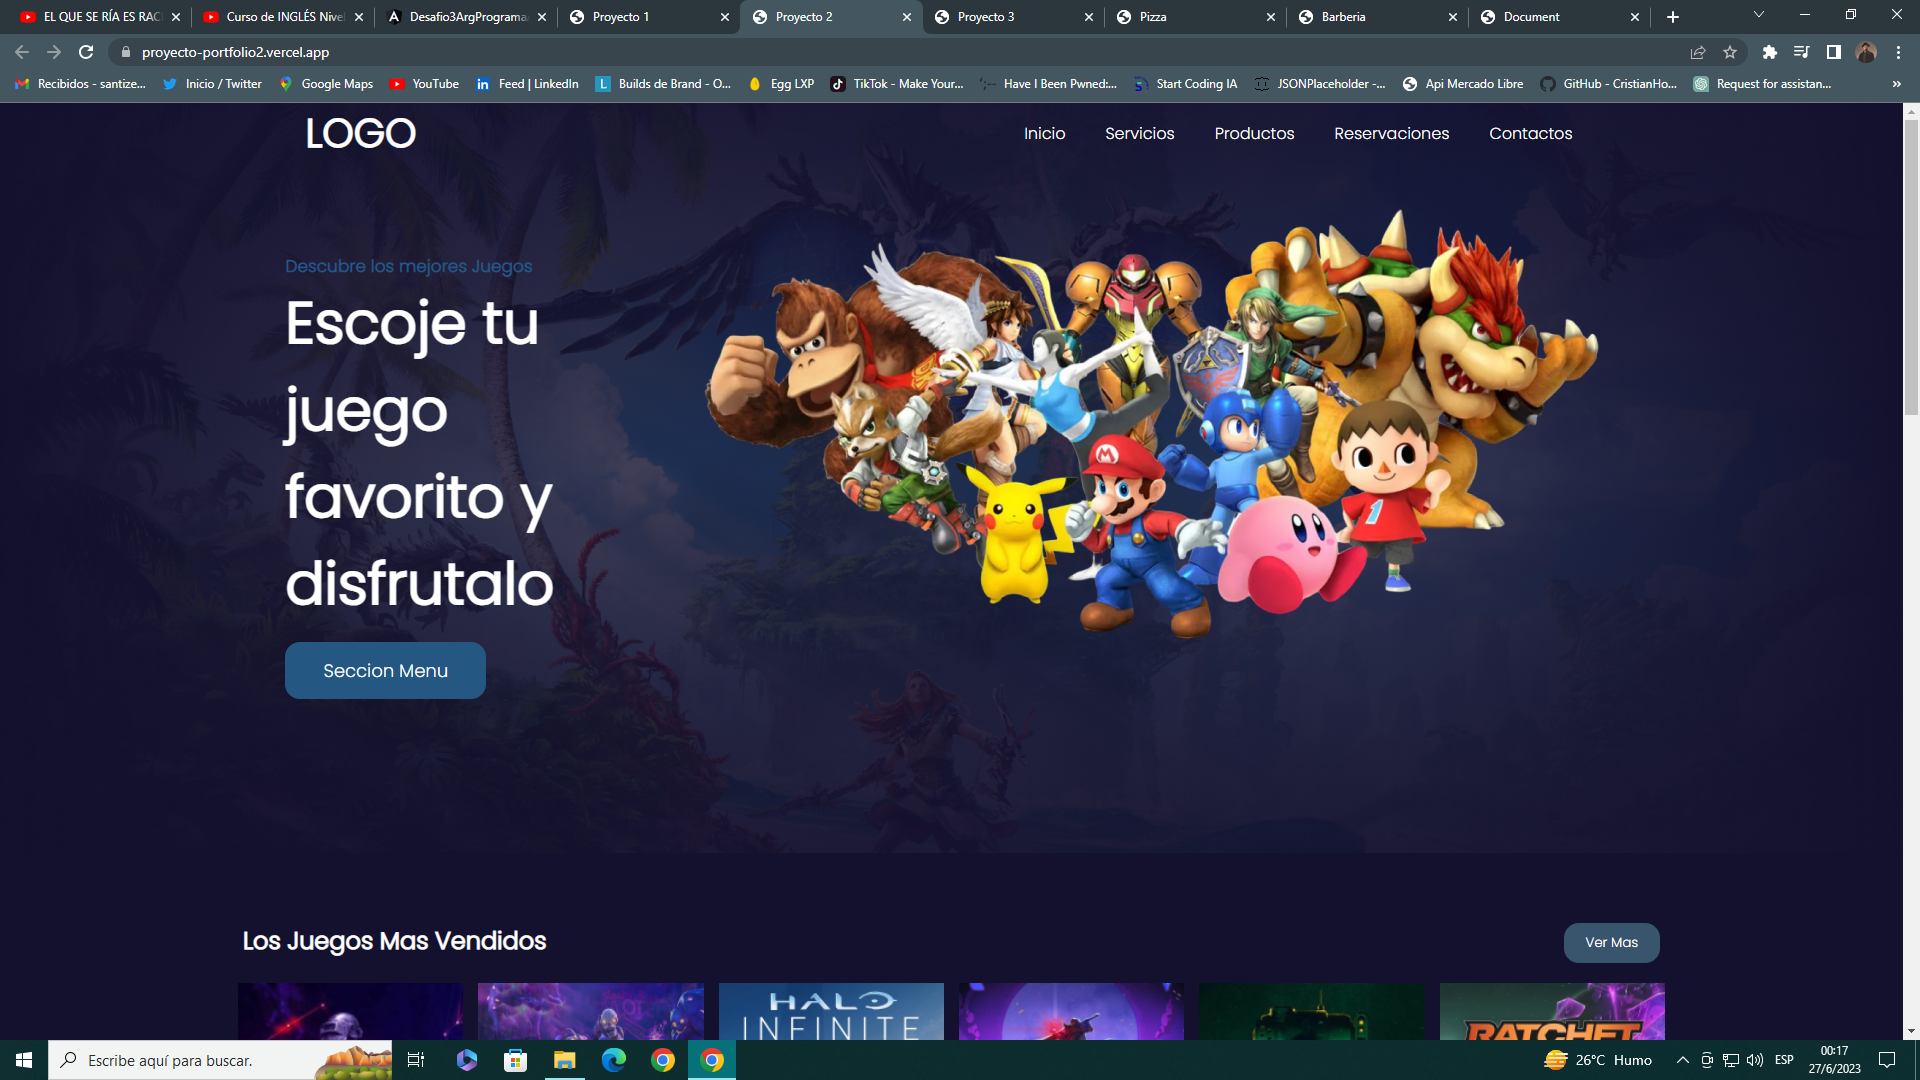 EL QUE SE RÍA ES RAC
Curso de INGLÉS Nive
Desafio3ArgPrograma
Proyecto 1
Proyecto 2
Proyecto 3
Pizza
Barberia
Document
proyecto-portfolio2.vercel.app
Recibidos - santize...
Inicio / Twitter
Google Maps
YouTube
Feed | LinkedIn
Builds de Brand - O...
Egg LXP
TikTok - Make Your...
Have I Been Pwned:...
Start Coding IA
JSONPlaceholder -...
Api Mercado Libre
GitHub - CristianHo...
Request for assistan...
»
LOGO
Inicio
Servicios
Productos
Reservaciones
Contactos
Descubre los mejores Juegos
Escoje tu
juego
favorito y
disfrutalo
Seccion Menu
Los Juegos Mas Vendidos
Ver Mas
HALO
INFINITE
RATCHET
Escribe aquí para buscar.
26°C Humo
ESP
00:17
27/6/2023